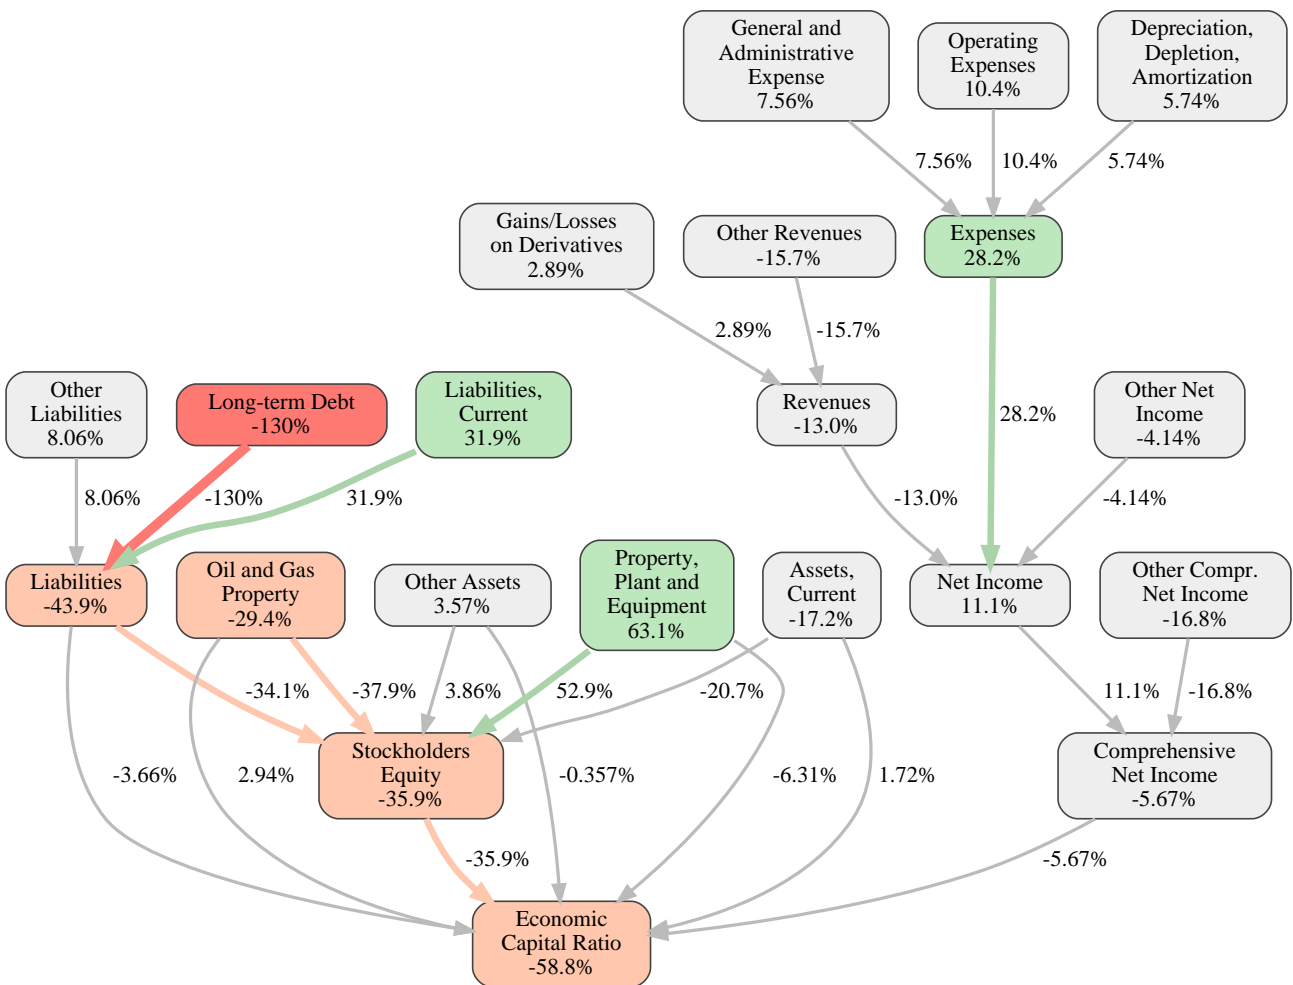 General and
Administrative
Expense
7.56%
Operating
Expenses
10.4%
Depreciation,
Depletion,
Amortization
5.74%
7.56%
10.4%
5.74%
Gains/Losses
on Derivatives
2.89%
Other Revenues
-15.7%
Expenses
28.2%
2.89%
-15.7%
28.2%
Other
Liabilities
8.06%
Long-term Debt
-130%
Liabilities,
Current
31.9%
Revenues
-13.0%
Other Net
Income
-4.14%
8.06%
-130%
31.9%
-13.0%
-4.14%
Liabilities
-43.9%
Oil and Gas
Property
-29.4%
Other Assets
3.57%
Property,
Plant and
Equipment
63.1%
Assets,
Current
-17.2%
Net Income
11.1%
Other Compr.
Net Income
-16.8%
-34.1%
-37.9%
3.86%
52.9%
-20.7%
11.1%
-16.8%
Stockholders
Equity
-35.9%
Comprehensive
Net Income
-5.67%
-3.66%
2.94%
-0.357%
-6.31%
1.72%
-35.9%
-5.67%
Economic
Capital Ratio
-58.8%